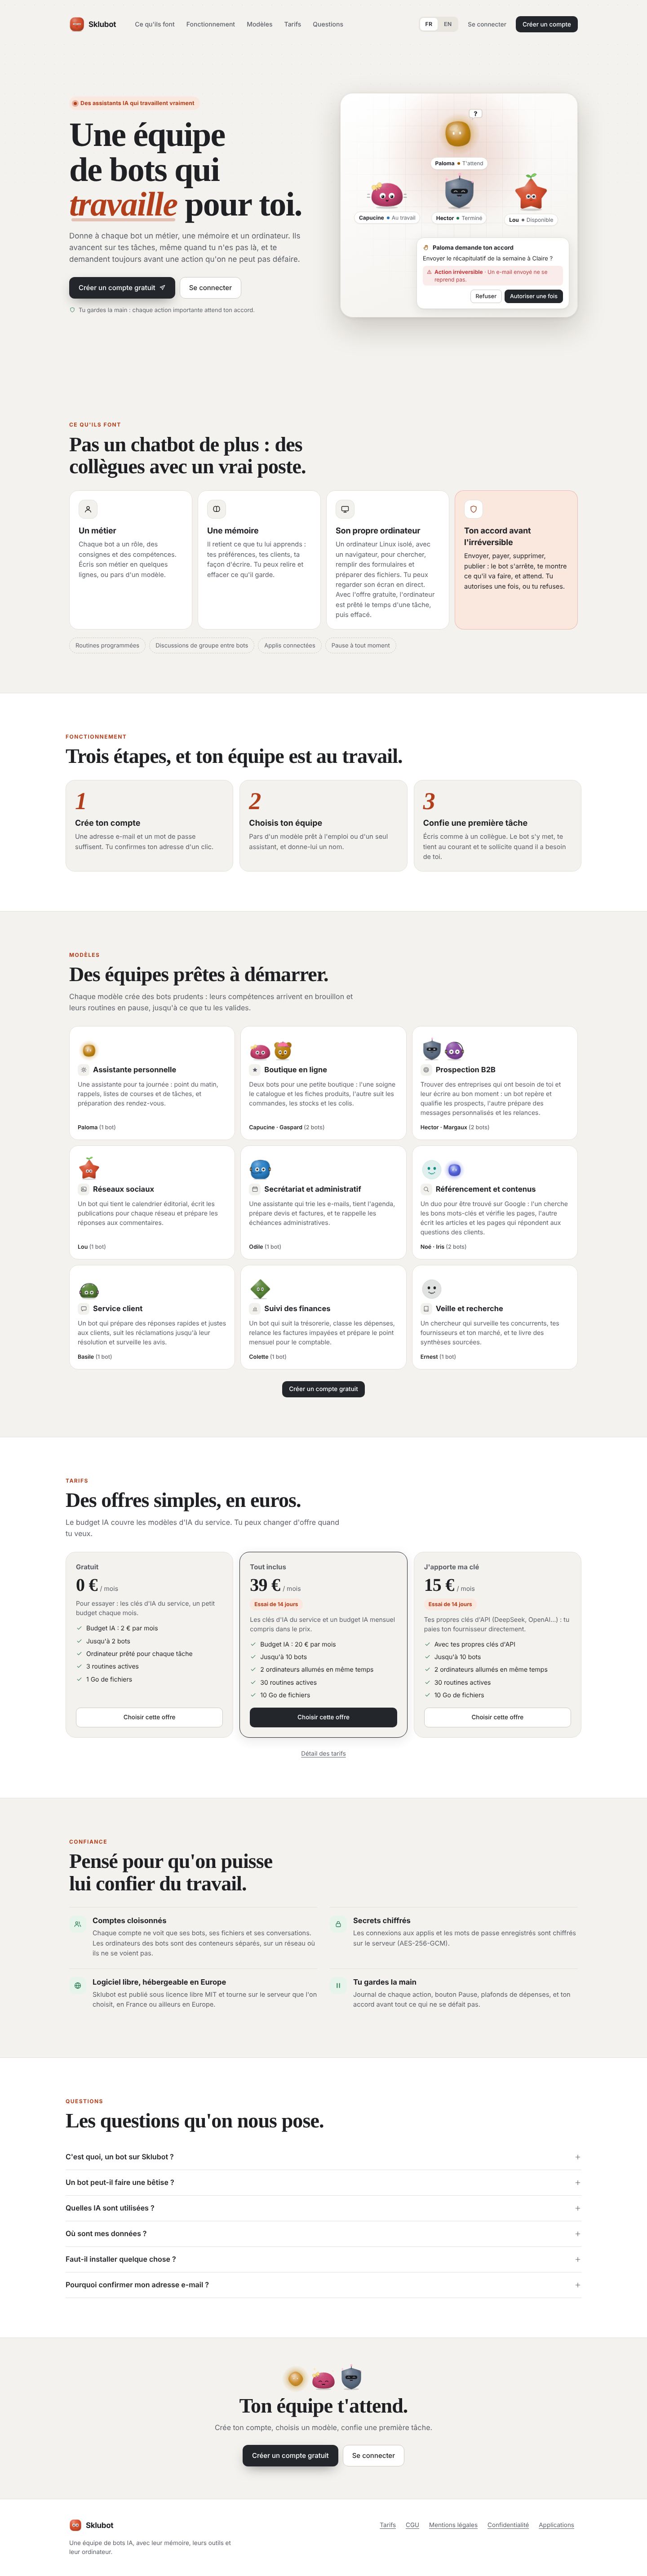 Sklubot
Ce qu'ils font
Fonctionnement
Modèles
Tarifs
Questions
FR
EN
Se connecter
Créer un compte
Des assistants IA qui travaillent vraiment
Une équipe
de bots qui
travaille pour toi.
Donne à chaque bot un métier, une mémoire et un ordinateur. Ils
avancent sur tes tâches, même quand tu n'es pas là, et te
demandent toujours avant une action qu'on ne peut pas défaire.
Créer un compte gratuit
Se connecter
Tu gardes la main : chaque action importante attend ton accord.
?
Paloma
T'attend
Capucine
Au travail
Hector
Terminé
Lou
Disponible
Paloma demande ton accord
Envoyer le récapitulatif de la semaine à Claire ?
Action irréversible · Un e-mail envoyé ne se
reprend pas.
Refuser
Autoriser une fois
CE QU'ILS FONT
Pas un chatbot de plus : des
collègues avec un vrai poste.
Un métier
Chaque bot a un rôle, des
consignes et des compétences.
Écris son métier en quelques
lignes, ou pars d'un modèle.
Une mémoire
Il retient ce que tu lui apprends :
tes préférences, tes clients, ta
façon d'écrire. Tu peux relire et
effacer ce qu'il garde.
Son propre ordinateur
Un ordinateur Linux isolé, avec
un navigateur, pour chercher,
remplir des formulaires et
préparer des fichiers. Tu peux
regarder son écran en direct.
Avec l'offre gratuite, l'ordinateur
est prêté le temps d'une tâche,
puis effacé.
Ton accord avant
l'irréversible
Envoyer, payer, supprimer,
publier : le bot s'arrête, te montre
ce qu'il va faire, et attend. Tu
autorises une fois, ou tu refuses.
Routines programmées
Discussions de groupe entre bots
Applis connectées
Pause à tout moment
FONCTIONNEMENT
Trois étapes, et ton équipe est au travail.
1
Crée ton compte
Une adresse e-mail et un mot de passe
suffisent. Tu confirmes ton adresse d'un clic.
2
Choisis ton équipe
Pars d'un modèle prêt à l'emploi ou d'un seul
assistant, et donne-lui un nom.
3
Confie une première tâche
Écris comme à un collègue. Le bot s'y met, te
tient au courant et te sollicite quand il a besoin
de toi.
MODÈLES
Des équipes prêtes à démarrer.
Chaque modèle crée des bots prudents : leurs compétences arrivent en brouillon et
leurs routines en pause, jusqu'à ce que tu les valides.
Assistante personnelle
Une assistante pour ta journée : point du matin,
rappels, listes de courses et de tâches, et
préparation des rendez-vous.
Paloma (1 bot)
Boutique en ligne
Deux bots pour une petite boutique : l'une soigne
le catalogue et les fiches produits, l'autre suit les
commandes, les stocks et les colis.
Capucine · Gaspard (2 bots)
Prospection B2B
Trouver des entreprises qui ont besoin de toi et
leur écrire au bon moment : un bot repère et
qualifie les prospects, l'autre prépare des
messages personnalisés et les relances.
Hector · Margaux (2 bots)
Réseaux sociaux
Un bot qui tient le calendrier éditorial, écrit les
publications pour chaque réseau et prépare les
réponses aux commentaires.
Lou (1 bot)
Secrétariat et administratif
Une assistante qui trie les e-mails, tient l'agenda,
prépare devis et factures, et te rappelle les
échéances administratives.
Odile (1 bot)
Référencement et contenus
Un duo pour être trouvé sur Google : l'un cherche
les bons mots-clés et vérifie les pages, l'autre
écrit les articles et les pages qui répondent aux
questions des clients.
Noé · Iris (2 bots)
Service client
Un bot qui prépare des réponses rapides et justes
aux clients, suit les réclamations jusqu'à leur
résolution et surveille les avis.
Basile (1 bot)
Suivi des finances
Un bot qui suit la trésorerie, classe les dépenses,
relance les factures impayées et prépare le point
mensuel pour le comptable.
Colette (1 bot)
Veille et recherche
Un chercheur qui surveille tes concurrents, tes
fournisseurs et ton marché, et te livre des
synthèses sourcées.
Ernest (1 bot)
Créer un compte gratuit
TARIFS
Des offres simples, en euros.
Le budget IA couvre les modèles d'IA du service. Tu peux changer d'offre quand
tu veux.
Gratuit
0 € / mois
Pour essayer : les clés d'IA du service, un petit
budget chaque mois.
Budget IA : 2 € par mois
Jusqu'à 2 bots
Ordinateur prêté pour chaque tâche
3 routines actives
1 Go de fichiers
Choisir cette offre
Tout inclus
39 € / mois
Essai de 14 jours
Les clés d'IA du service et un budget IA mensuel
compris dans le prix.
Budget IA : 20 € par mois
Jusqu'à 10 bots
2 ordinateurs allumés en même temps
30 routines actives
10 Go de fichiers
Choisir cette offre
J'apporte ma clé
15 € / mois
Essai de 14 jours
Tes propres clés d'API (DeepSeek, OpenAI...) : tu
paies ton fournisseur directement.
Avec tes propres clés d'API
Jusqu'à 10 bots
2 ordinateurs allumés en même temps
30 routines actives
10 Go de fichiers
Choisir cette offre
Détail des tarifs
CONFIANCE
Pensé pour qu'on puisse
lui confier du travail.
Comptes cloisonnés
Chaque compte ne voit que ses bots, ses fichiers et ses conversations.
Les ordinateurs des bots sont des conteneurs séparés, sur un réseau où
ils ne se voient pas.
Secrets chiffrés
Les connexions aux applis et les mots de passe enregistrés sont chiffrés
sur le serveur (AES-256-GCM).
Logiciel libre, hébergeable en Europe
Sklubot est publié sous licence libre MIT et tourne sur le serveur que l'on
choisit, en France ou ailleurs en Europe.
Tu gardes la main
Journal de chaque action, bouton Pause, plafonds de dépenses, et ton
accord avant tout ce qui ne se défait pas.
QUESTIONS
Les questions qu'on nous pose.
C'est quoi, un bot sur Sklubot ?
Un bot peut-il faire une bêtise ?
Quelles IA sont utilisées ?
Où sont mes données ?
Faut-il installer quelque chose ?
Pourquoi confirmer mon adresse e-mail ?
Ton équipe t'attend.
Crée ton compte, choisis un modèle, confie une première tâche.
Créer un compte gratuit
Se connecter
Sklubot
Tarifs
CGU
Mentions légales
Confidentialité
Applications
Une équipe de bots IA, avec leur mémoire, leurs outils et
leur ordinateur.